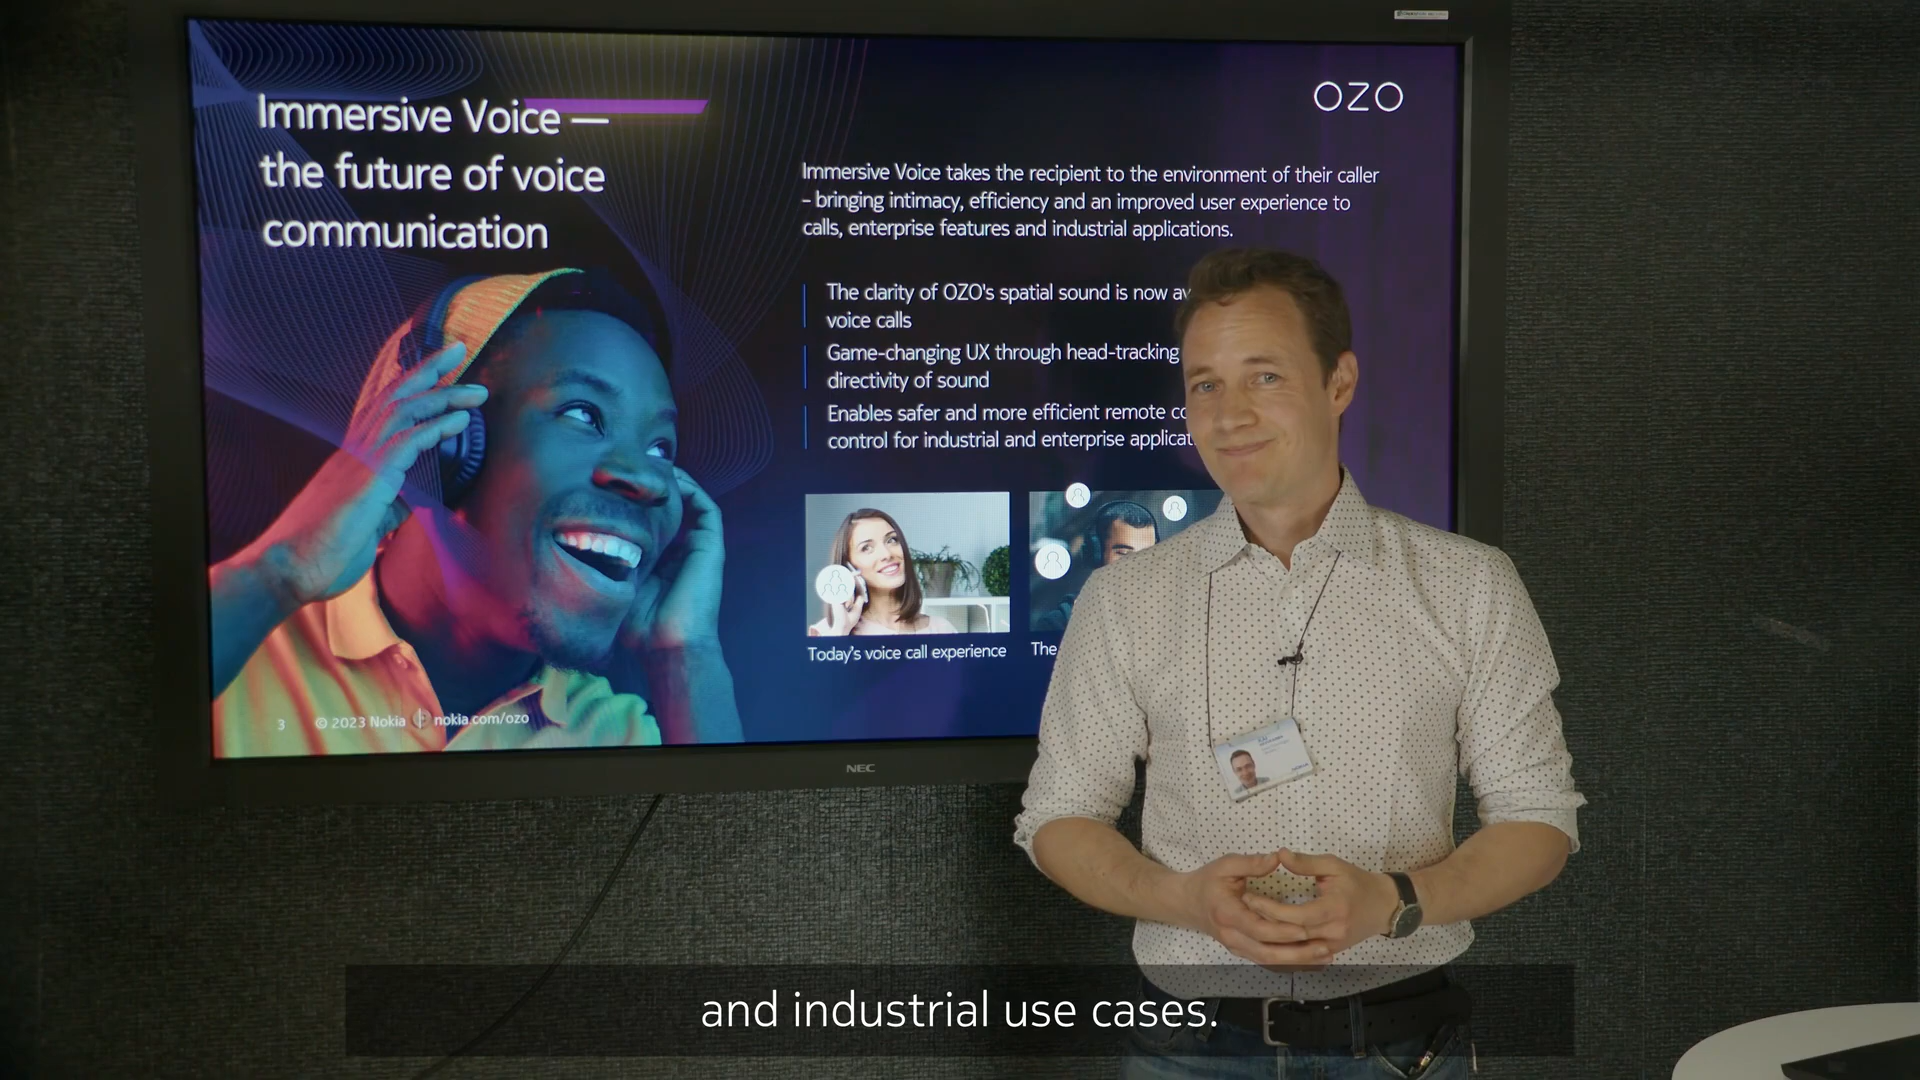 Immersive Voice —
the future of voice
communication
OZO
Immersive Voice takes the recipient to the environment of their caller
– bringing intimacy, efficiency and an improved user experience to
calls, enterprise features and industrial applications.
The clarity of OZO's spatial sound is now av
voice calls
Game-changing UX through head-tracking
directivity of sound
Enables safer and more efficient remote co
control for industrial and enterprise applicat
Today's voice call experience
The
3 © 2023 Nokia nokia.com/ozo
NEC
and industrial use cases.